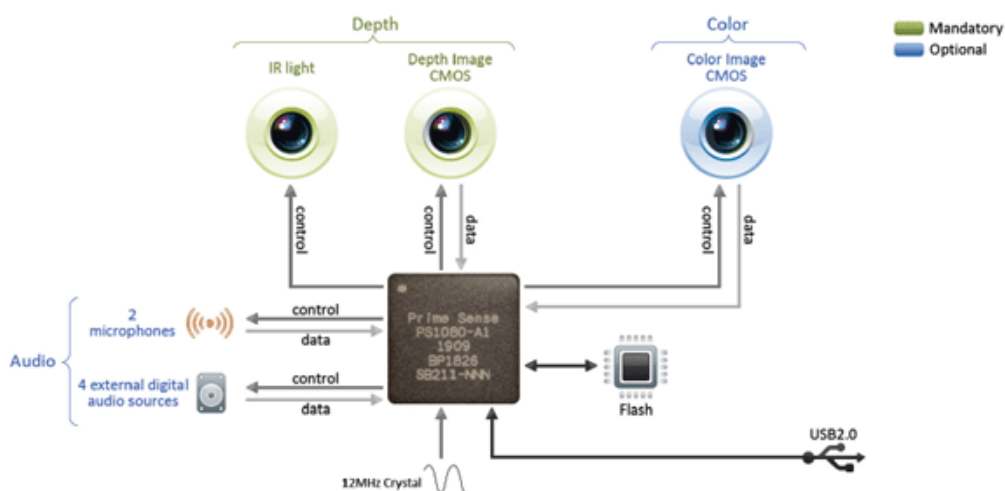 Depth
Color
Mandatory
Optional
IR light
Depth Image
CMOS
Color Image
CMOS
control
control
data
control
data
Prime Sense
PS1080-A1
1909
BP1826
SB211-NNN
2
microphones
control
data
Audio
4 external digital
audio sources
control
data
Flash
USB2.0
12MHz Crystal